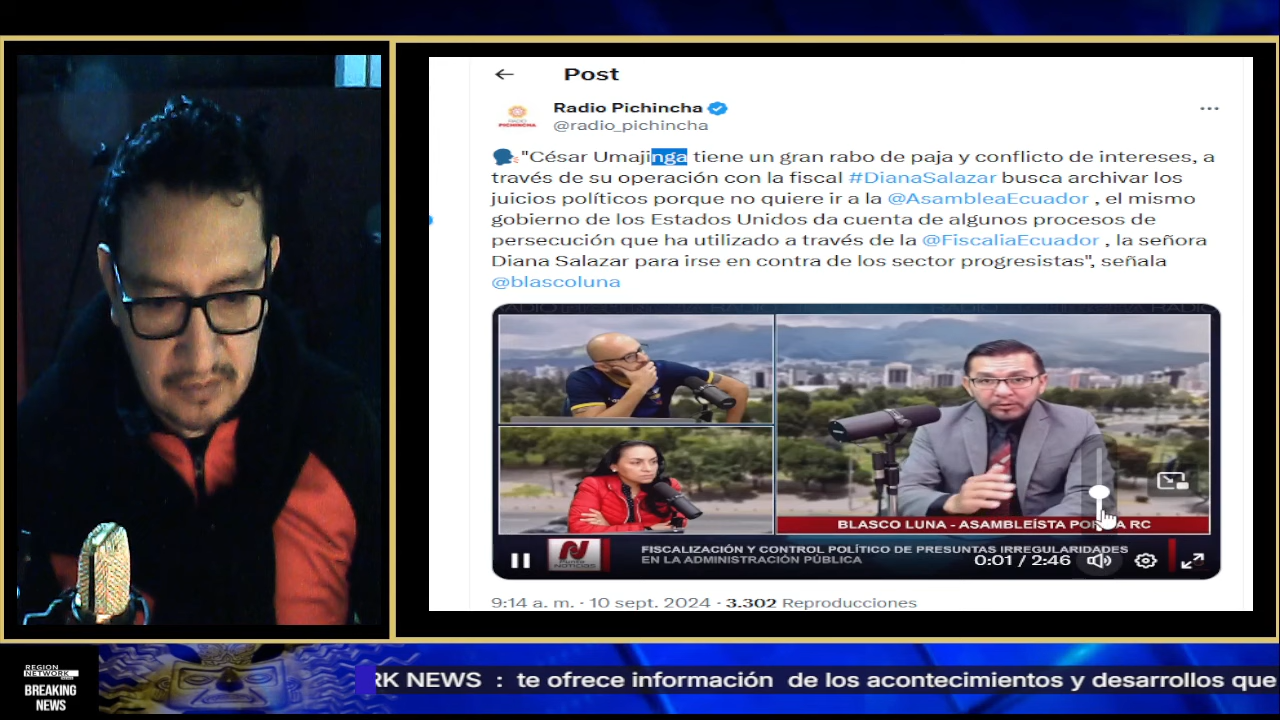 Post
Radio Pichincha
@radio_pichincha
"César Umajinga tiene un gran rabo de paja y conflicto de intereses, a
través de su operación con la fiscal #DianaSalazar busca archivar los
juicios políticos porque no quiere ir a la @AsambleaEcuador , el mismo
gobierno de los Estados Unidos da cuenta de algunos procesos de
persecución que ha utilizado a través de la @FiscaliaEcuador , la señora
Diana Salazar para irse en contra de los sector progresistas", señala
@blascoluna
BLASCO LUNA - ASAMBLEÍSTA POR LA RC
FISCALIZACIÓN Y CONTROL POLÍTICO DE PRESUNTAS IRREGULARIDADES
EN LA ADMINISTRACIÓN PÚBLICA
NOTICIAS
0:01 / 2:46
9:14 a. m. · 10 sept. 2024 · 3.302 Reproducciones
REGION
NETWORK
BREAKING
NEWS
RK NEWS : te ofrece información de los acontecimientos y desarrollos que